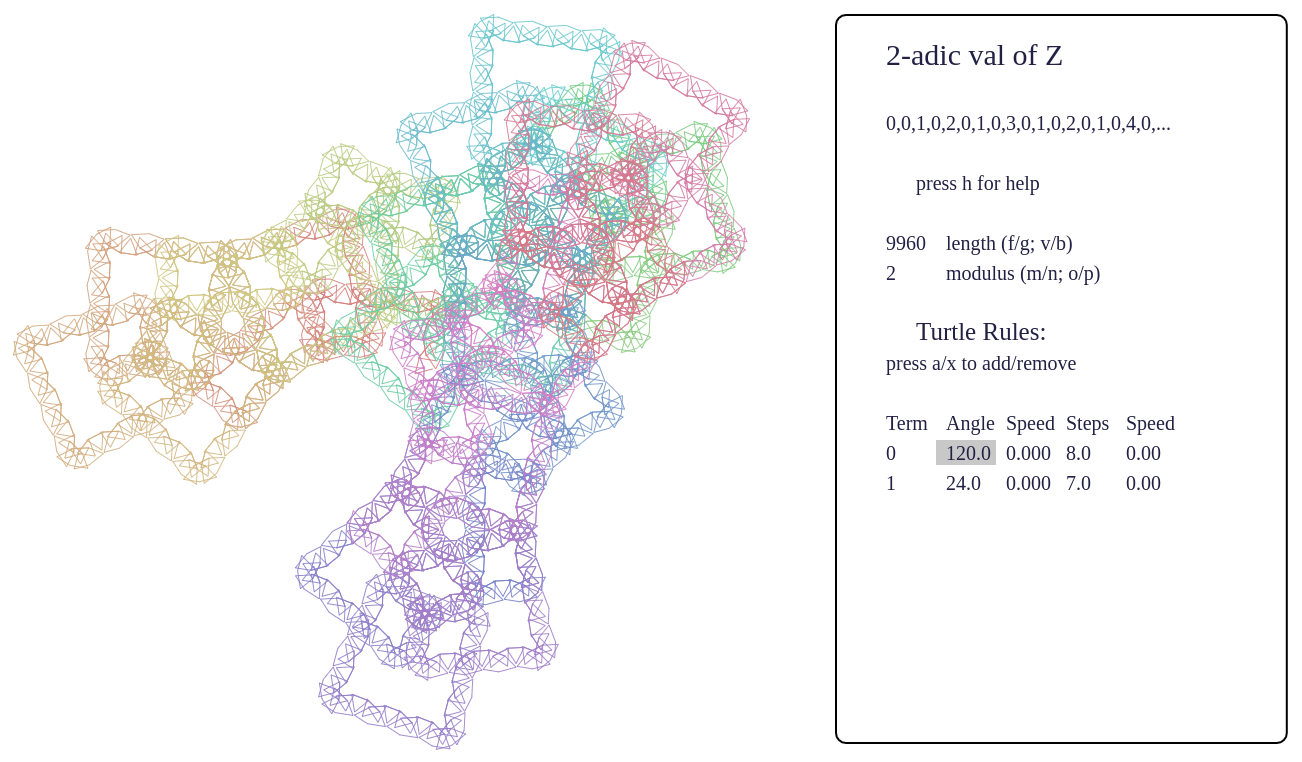 2-adic val of Z
0,0,1,0,2,0,1,0,3,0,1,0,2,0,1,0,4,0,...
press h for help
9960 length (f/g; v/b)
2 modulus (m/n; o/p)
Turtle Rules:
press a/x to add/remove
Term Angle Speed Steps Speed
0 120.0 0.000 8.0 0.00
1 24.0 0.000 7.0 0.00